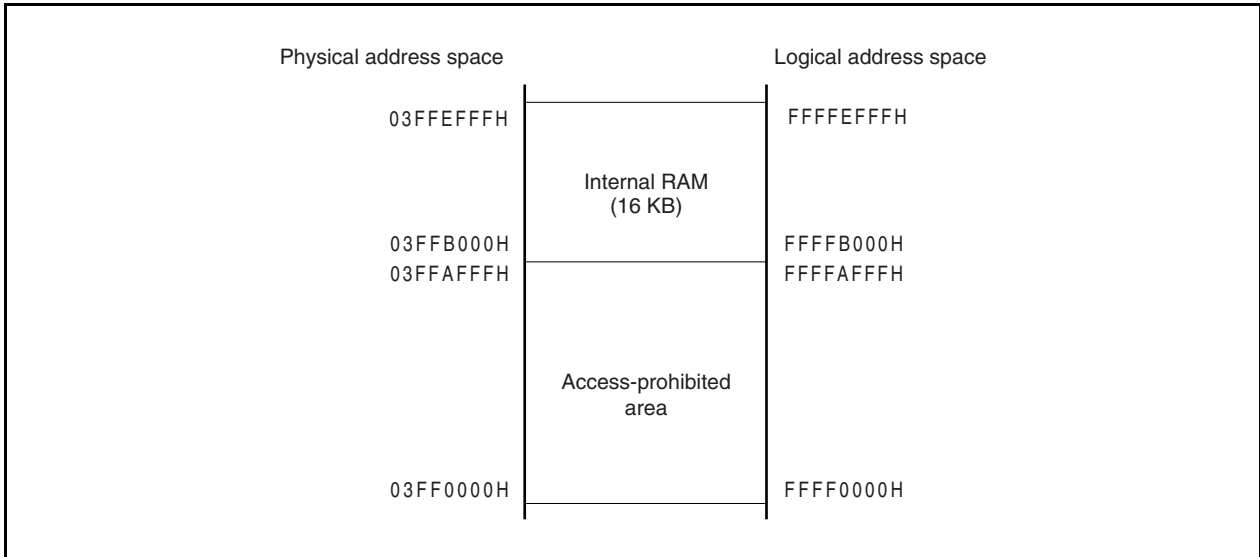 Physical address space
Logical address space
03FFEFFFH
FFFFEFFFH
Internal RAM
(16 KB)
03FFB000H
FFFFB000H
03FFAFFFH
FFFFAFFFH
Access-prohibited
area
03FF0000H
FFFF0000H